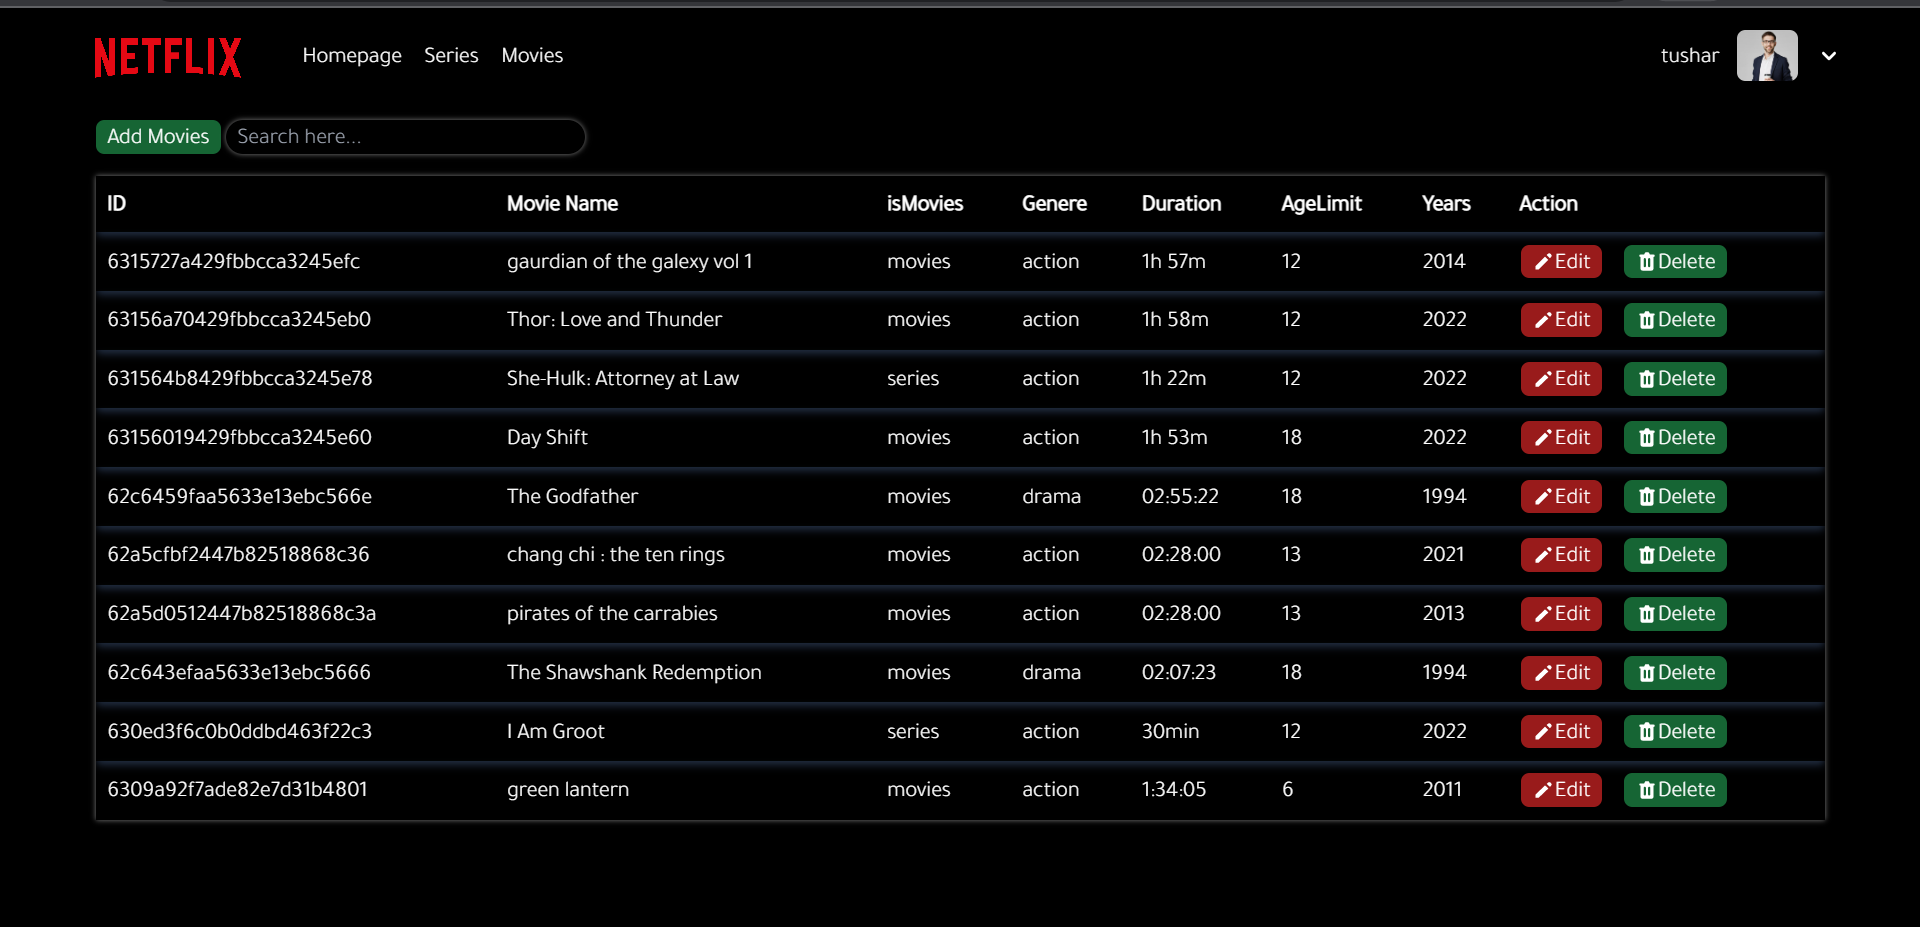 NETFLIX Homepage Series Movies tushar
Add Movies Search here...
ID Movie Name isMovies Genere Duration AgeLimit Years Action
6315727a429fbbcca3245efc gaurdian of the galexy vol 1 movies action 1h 57m 12 2014 Edit Delete
63156a70429fbbcca3245eb0 Thor: Love and Thunder movies action 1h 58m 12 2022 Edit Delete
631564b8429fbbcca3245e78 She-Hulk: Attorney at Law series action 1h 22m 12 2022 Edit Delete
63156019429fbbcca3245e60 Day Shift movies action 1h 53m 18 2022 Edit Delete
62c6459faa5633e13ebc566e The Godfather movies drama 02:55:22 18 1994 Edit Delete
62a5cfbf2447b82518868c36 chang chi : the ten rings movies action 02:28:00 13 2021 Edit Delete
62a5d0512447b82518868c3a pirates of the carrabies movies action 02:28:00 13 2013 Edit Delete
62c643efaa5633e13ebc5666 The Shawshank Redemption movies drama 02:07:23 18 1994 Edit Delete
630ed3f6c0b0ddbd463f22c3 I Am Groot series action 30min 12 2022 Edit Delete
6309a92f7ade82e7d31b4801 green lantern movies action 1:34:05 6 2011 Edit Delete